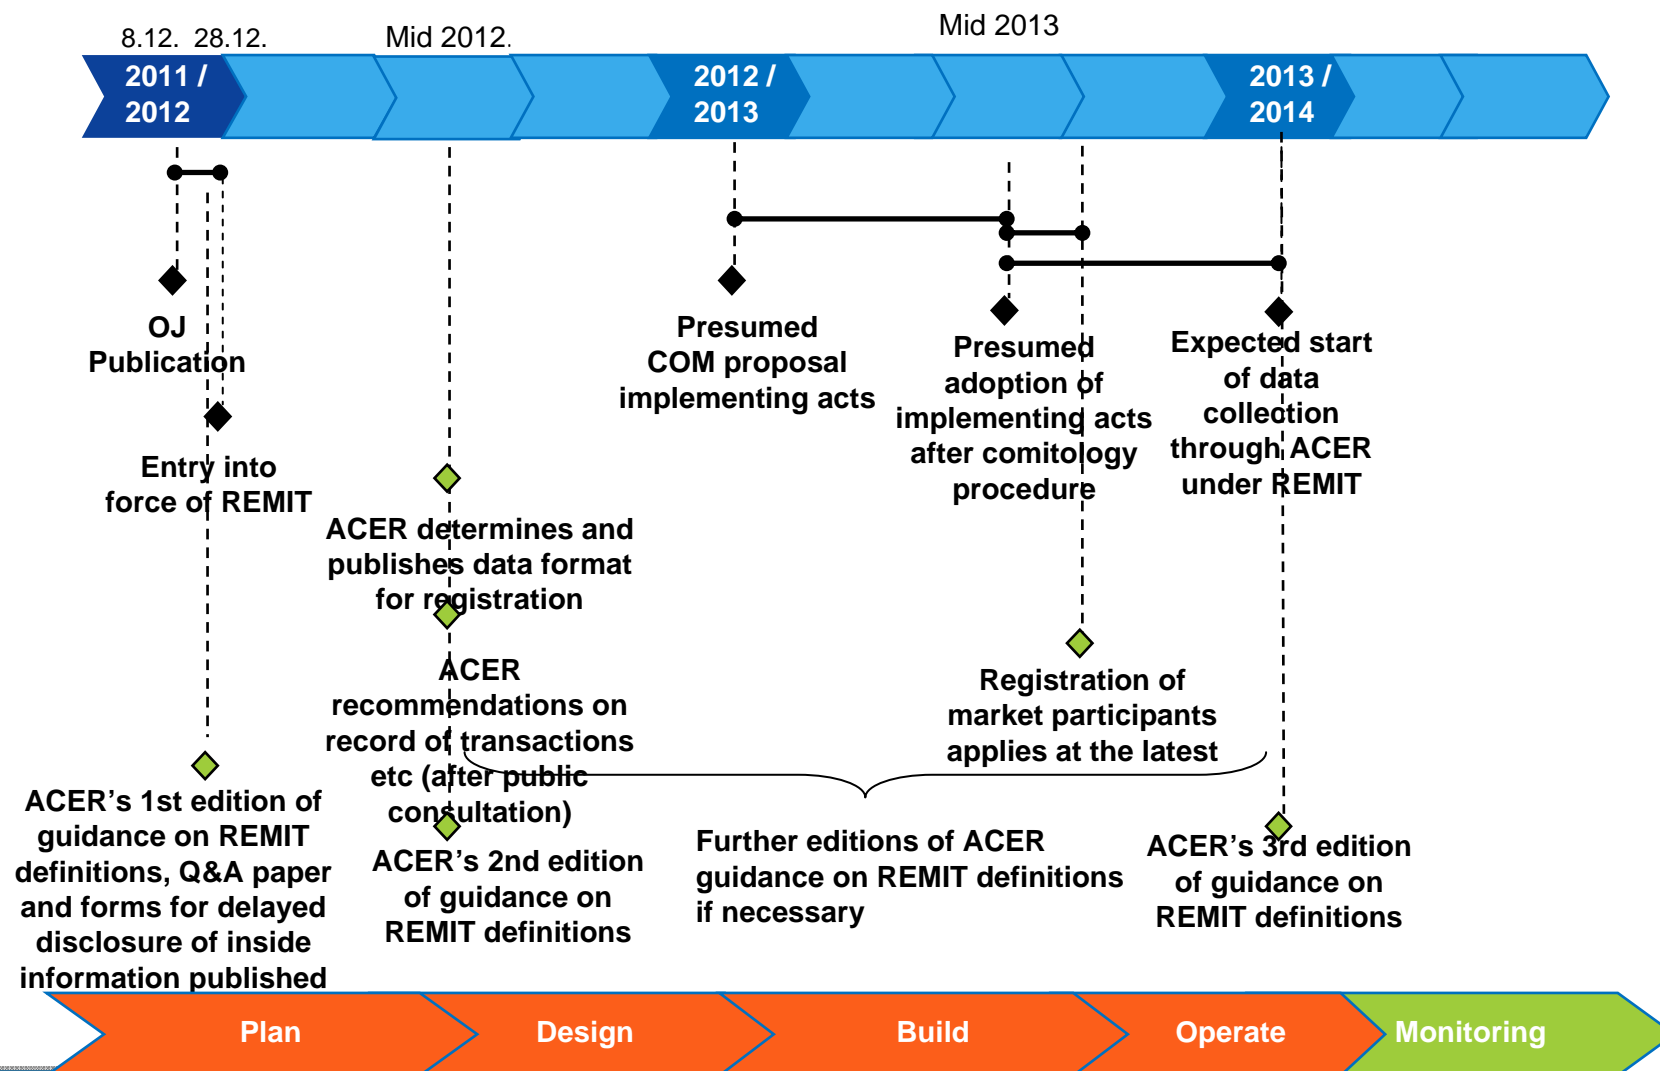 8.12. 28.12.
Mid 2012.
Mid 2013
2011 /
2012
2012 /
2013
2013 /
2014
OJ
Publication
Entry into
force of REMIT
ACER's 1st edition of
guidance on REMIT
definitions, Q&A paper
and forms for delayed
disclosure of inside
information published
ACER determines and
publishes data format
for registration
ACER
recommendations on
record of transactions
etc (after public
consultation)
ACER's 2nd edition
of guidance on
REMIT definitions
Presumed
COM proposal
implementing acts
Presumed
adoption of
implementing acts
after comitology
procedure
Registration of
market participants
applies at the latest
Further editions of ACER
guidance on REMIT definitions
if necessary
Expected start
of data
collection
through ACER
under REMIT
ACER's 3rd edition
of guidance on
REMIT definitions
Plan
Design
Build
Operate
Monitoring